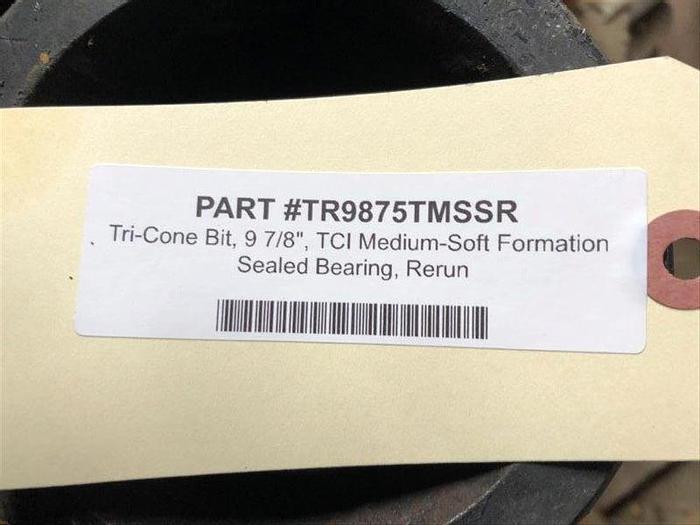 PART #TR9875TMSSR
Tri-Cone Bit, 9 7/8", TCI Medium-Soft Formation
Sealed Bearing, Rerun